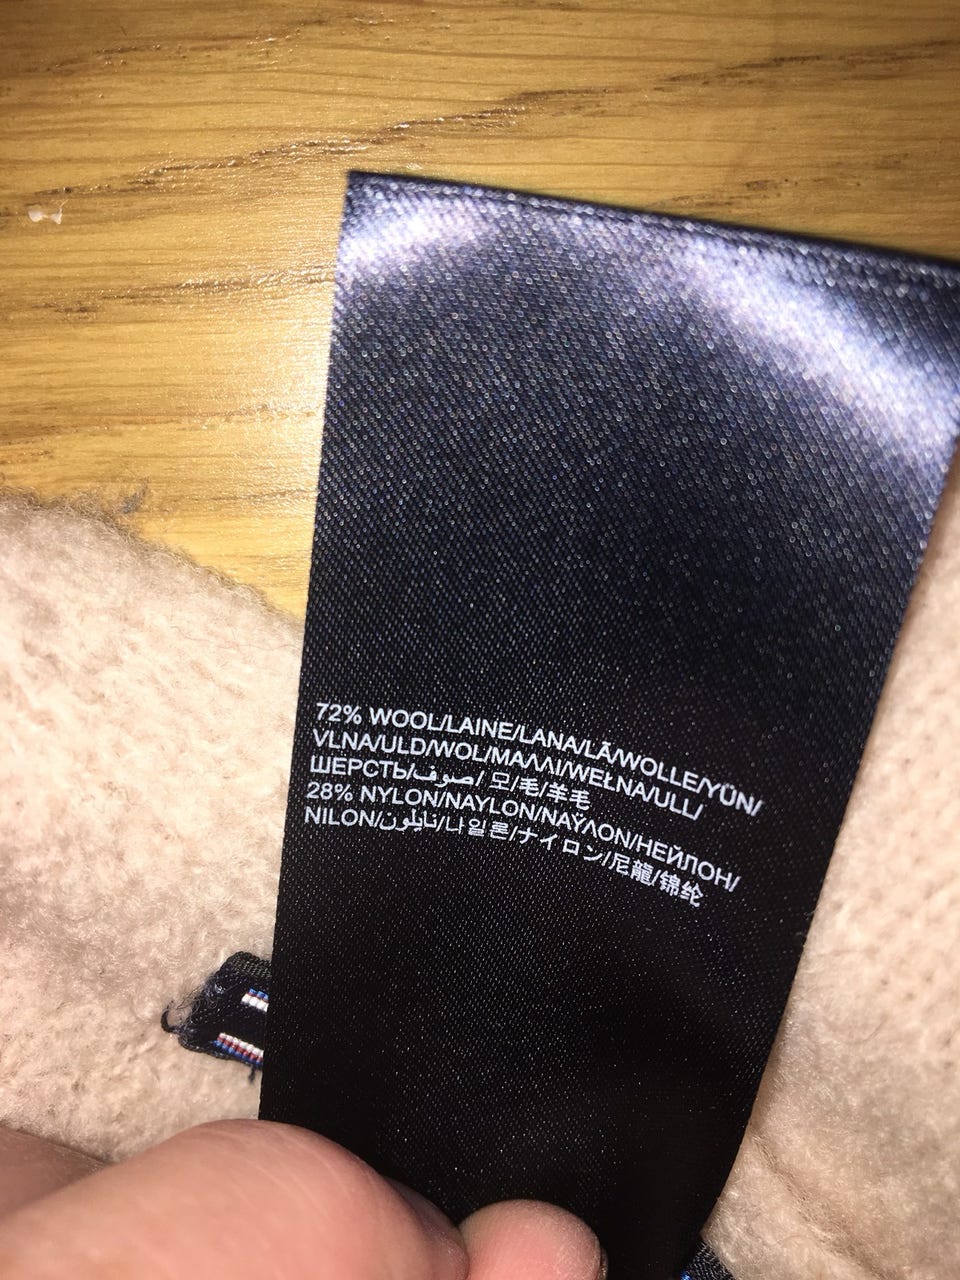 72% WOOL/LAINE/LANA/LÃ/WOLLE/YÜN/
VLNA/ULD/WOL/ΜΑΛΛΙ/WEŁNA/ULL/
ШЕРСТЬ/صوف/ 모/毛/羊毛
28% NYLON/NAYLON/ΝΑΫΛΟΝ/НЕЙЛОН/
NILON/نايلون/나일론/ナイロン/尼龍/锦纶